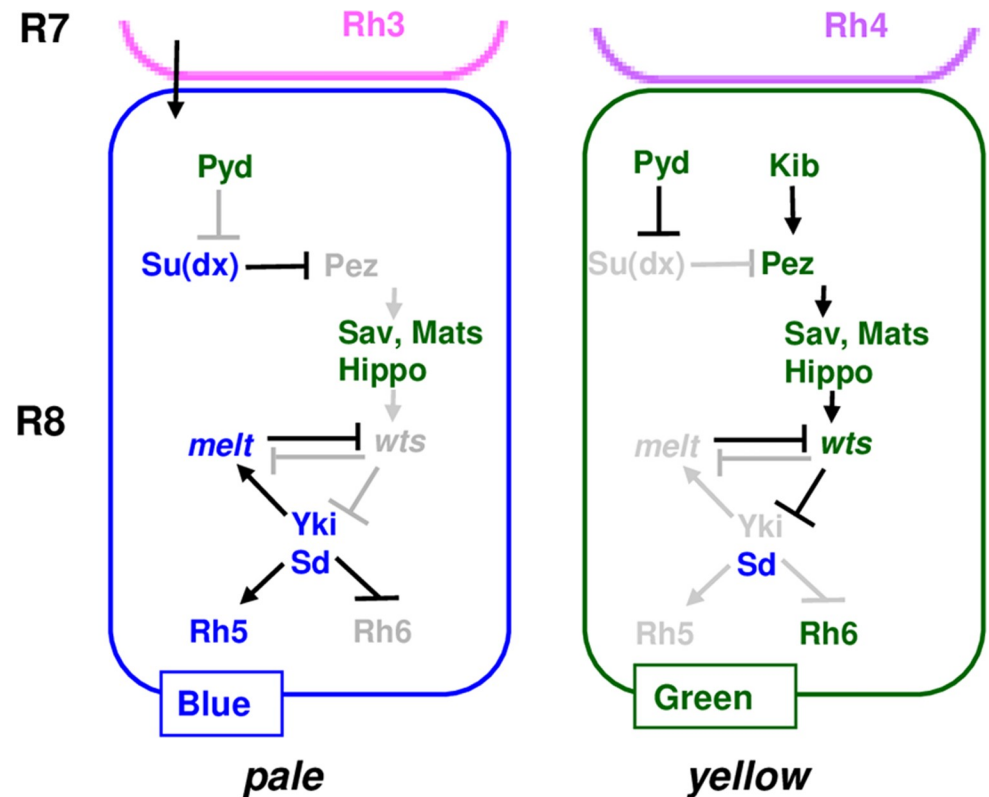 R7
Rh3
Rh4
Pyd
Su(dx)
Pez
Sav, Mats
Hippo
R8
melt
wts
Yki
Sd
Rh5
Rh6
Blue
pale
Pyd
Kib
Su(dx)
Pez
Sav, Mats
Hippo
melt
wts
Yki
Sd
Rh5
Rh6
Green
yellow